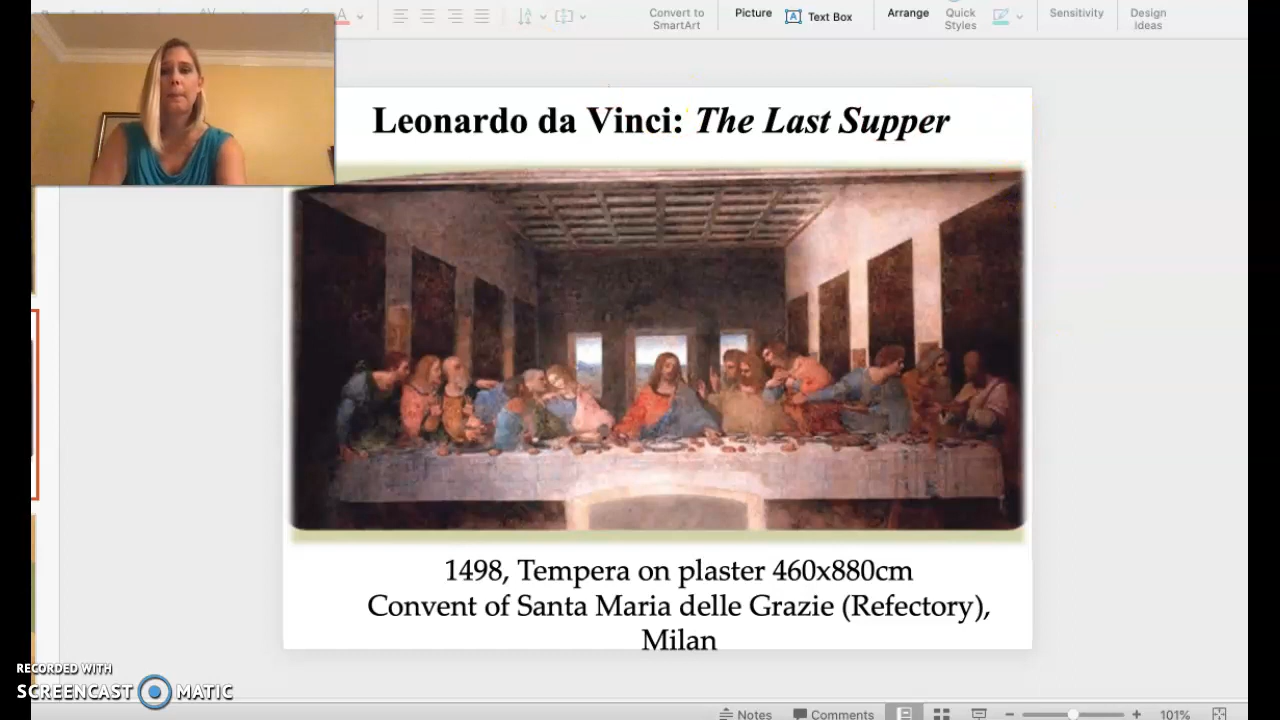 Convert to
SmartArt
Picture
Text Box
Arrange
Quick
Styles
Sensitivity
Design
Ideas
Leonardo da Vinci: The Last Supper
1498, Tempera on plaster 460x880cm
Convent of Santa Maria delle Grazie (Refectory),
Milan
RECORDED WITH
SCREENCAST MATIC
Notes
Comments
101%